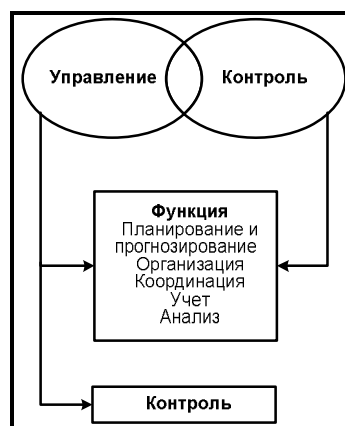 Управление
Контроль
Функция
Планирование и
прогнозирование
Организация
Координация
Учет
Анализ
Контроль